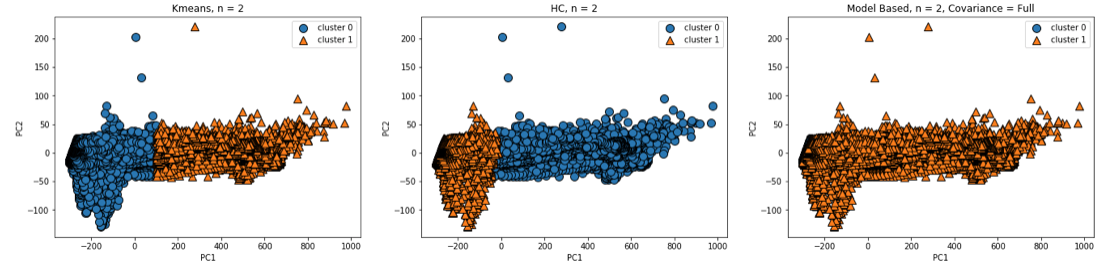 Kmeans, n = 2
cluster 0
cluster 1
200
150
100
50
0
−50
−100
PC2
−200
0
200
400
600
800
1000
PC1
HC, n = 2
cluster 0
cluster 1
200
150
100
50
0
−50
−100
PC2
−200
0
200
400
600
800
1000
PC1
Model Based, n = 2, Covariance = Full
cluster 0
cluster 1
200
150
100
50
0
−50
−100
PC2
−200
0
200
400
600
800
1000
PC1